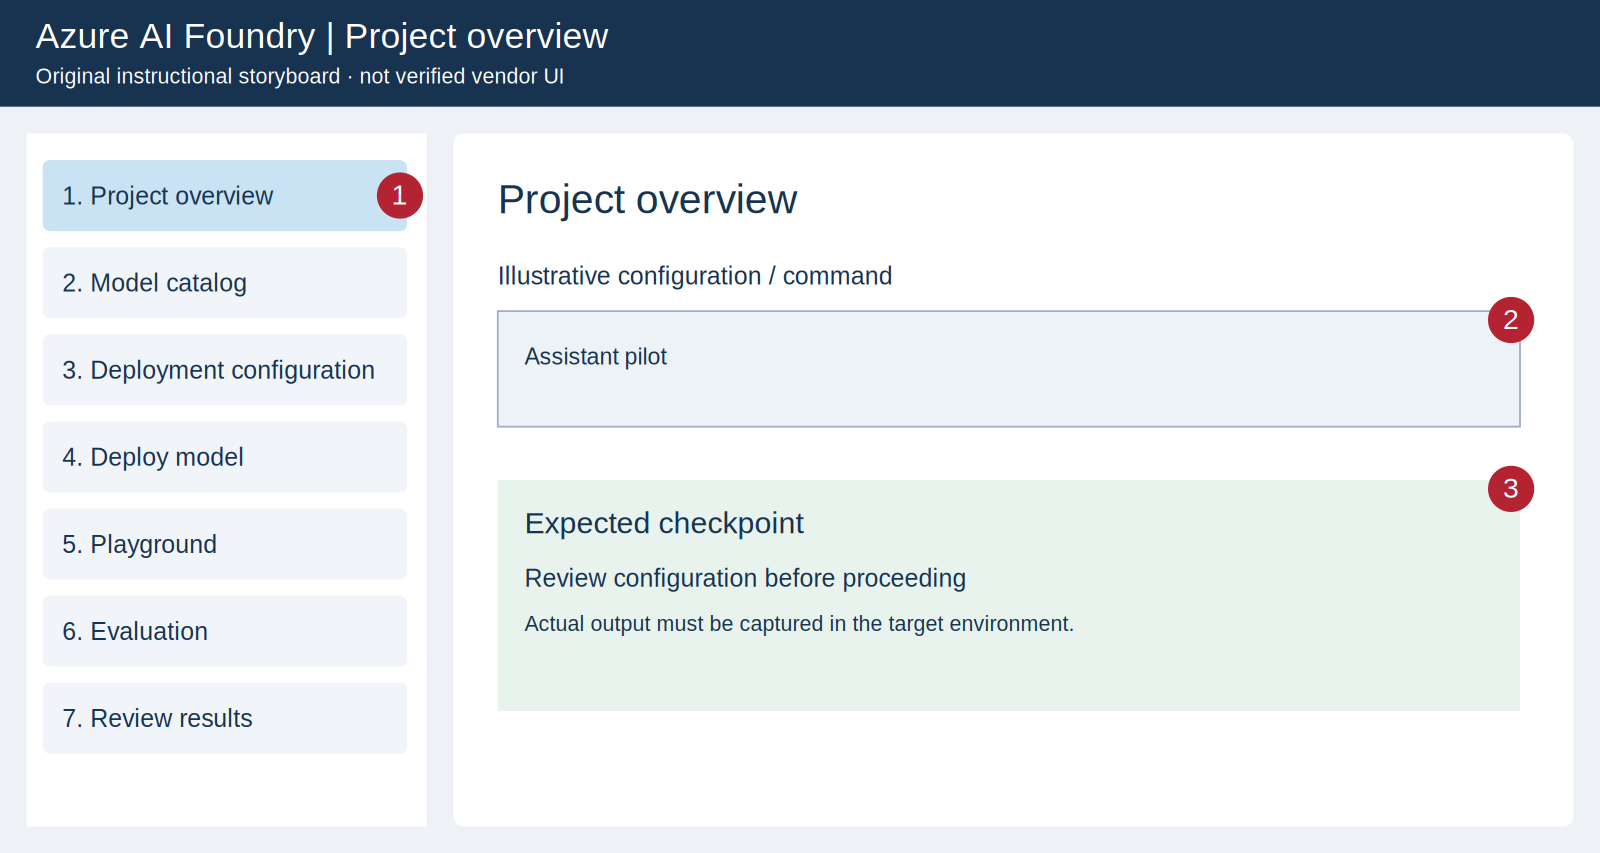 Azure AI Foundry | Project overview
Original instructional storyboard · not verified vendor UI
1. Project overview
1
2. Model catalog
3. Deployment configuration
4. Deploy model
5. Playground
6. Evaluation
7. Review results
Project overview
Illustrative configuration / command
2
Assistant pilot
3
Expected checkpoint
Review configuration before proceeding
Actual output must be captured in the target environment.